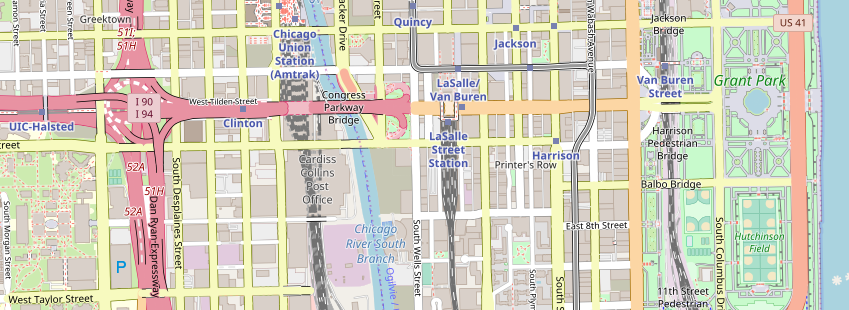 Greektown
51I
51H
Quincy
Jackson
Jackson
Bridge
US 41
Chicago
Union
Station
(Amtrak)
LaSalle/
Van Buren
Van Buren
Street
Grant Park
West Tilden Street
Congress
Parkway
Bridge
I 90
I 94
UIC-Halsted
Clinton
LaSalle
Street
Station
Harrison
Harrison
Pedestrian
Bridge
Printer's Row
Cardiss
Collins
Post
Office
52A
51H
52A
Balbo Bridge
East 8th Street
Chicago
River-South
Branch
Hutchinson
Field
South Morgan Street
Dan Ryan Expressway
South Desplaines Street
South Wells Street
P
West Taylor Street
11th Street
Pedestrian